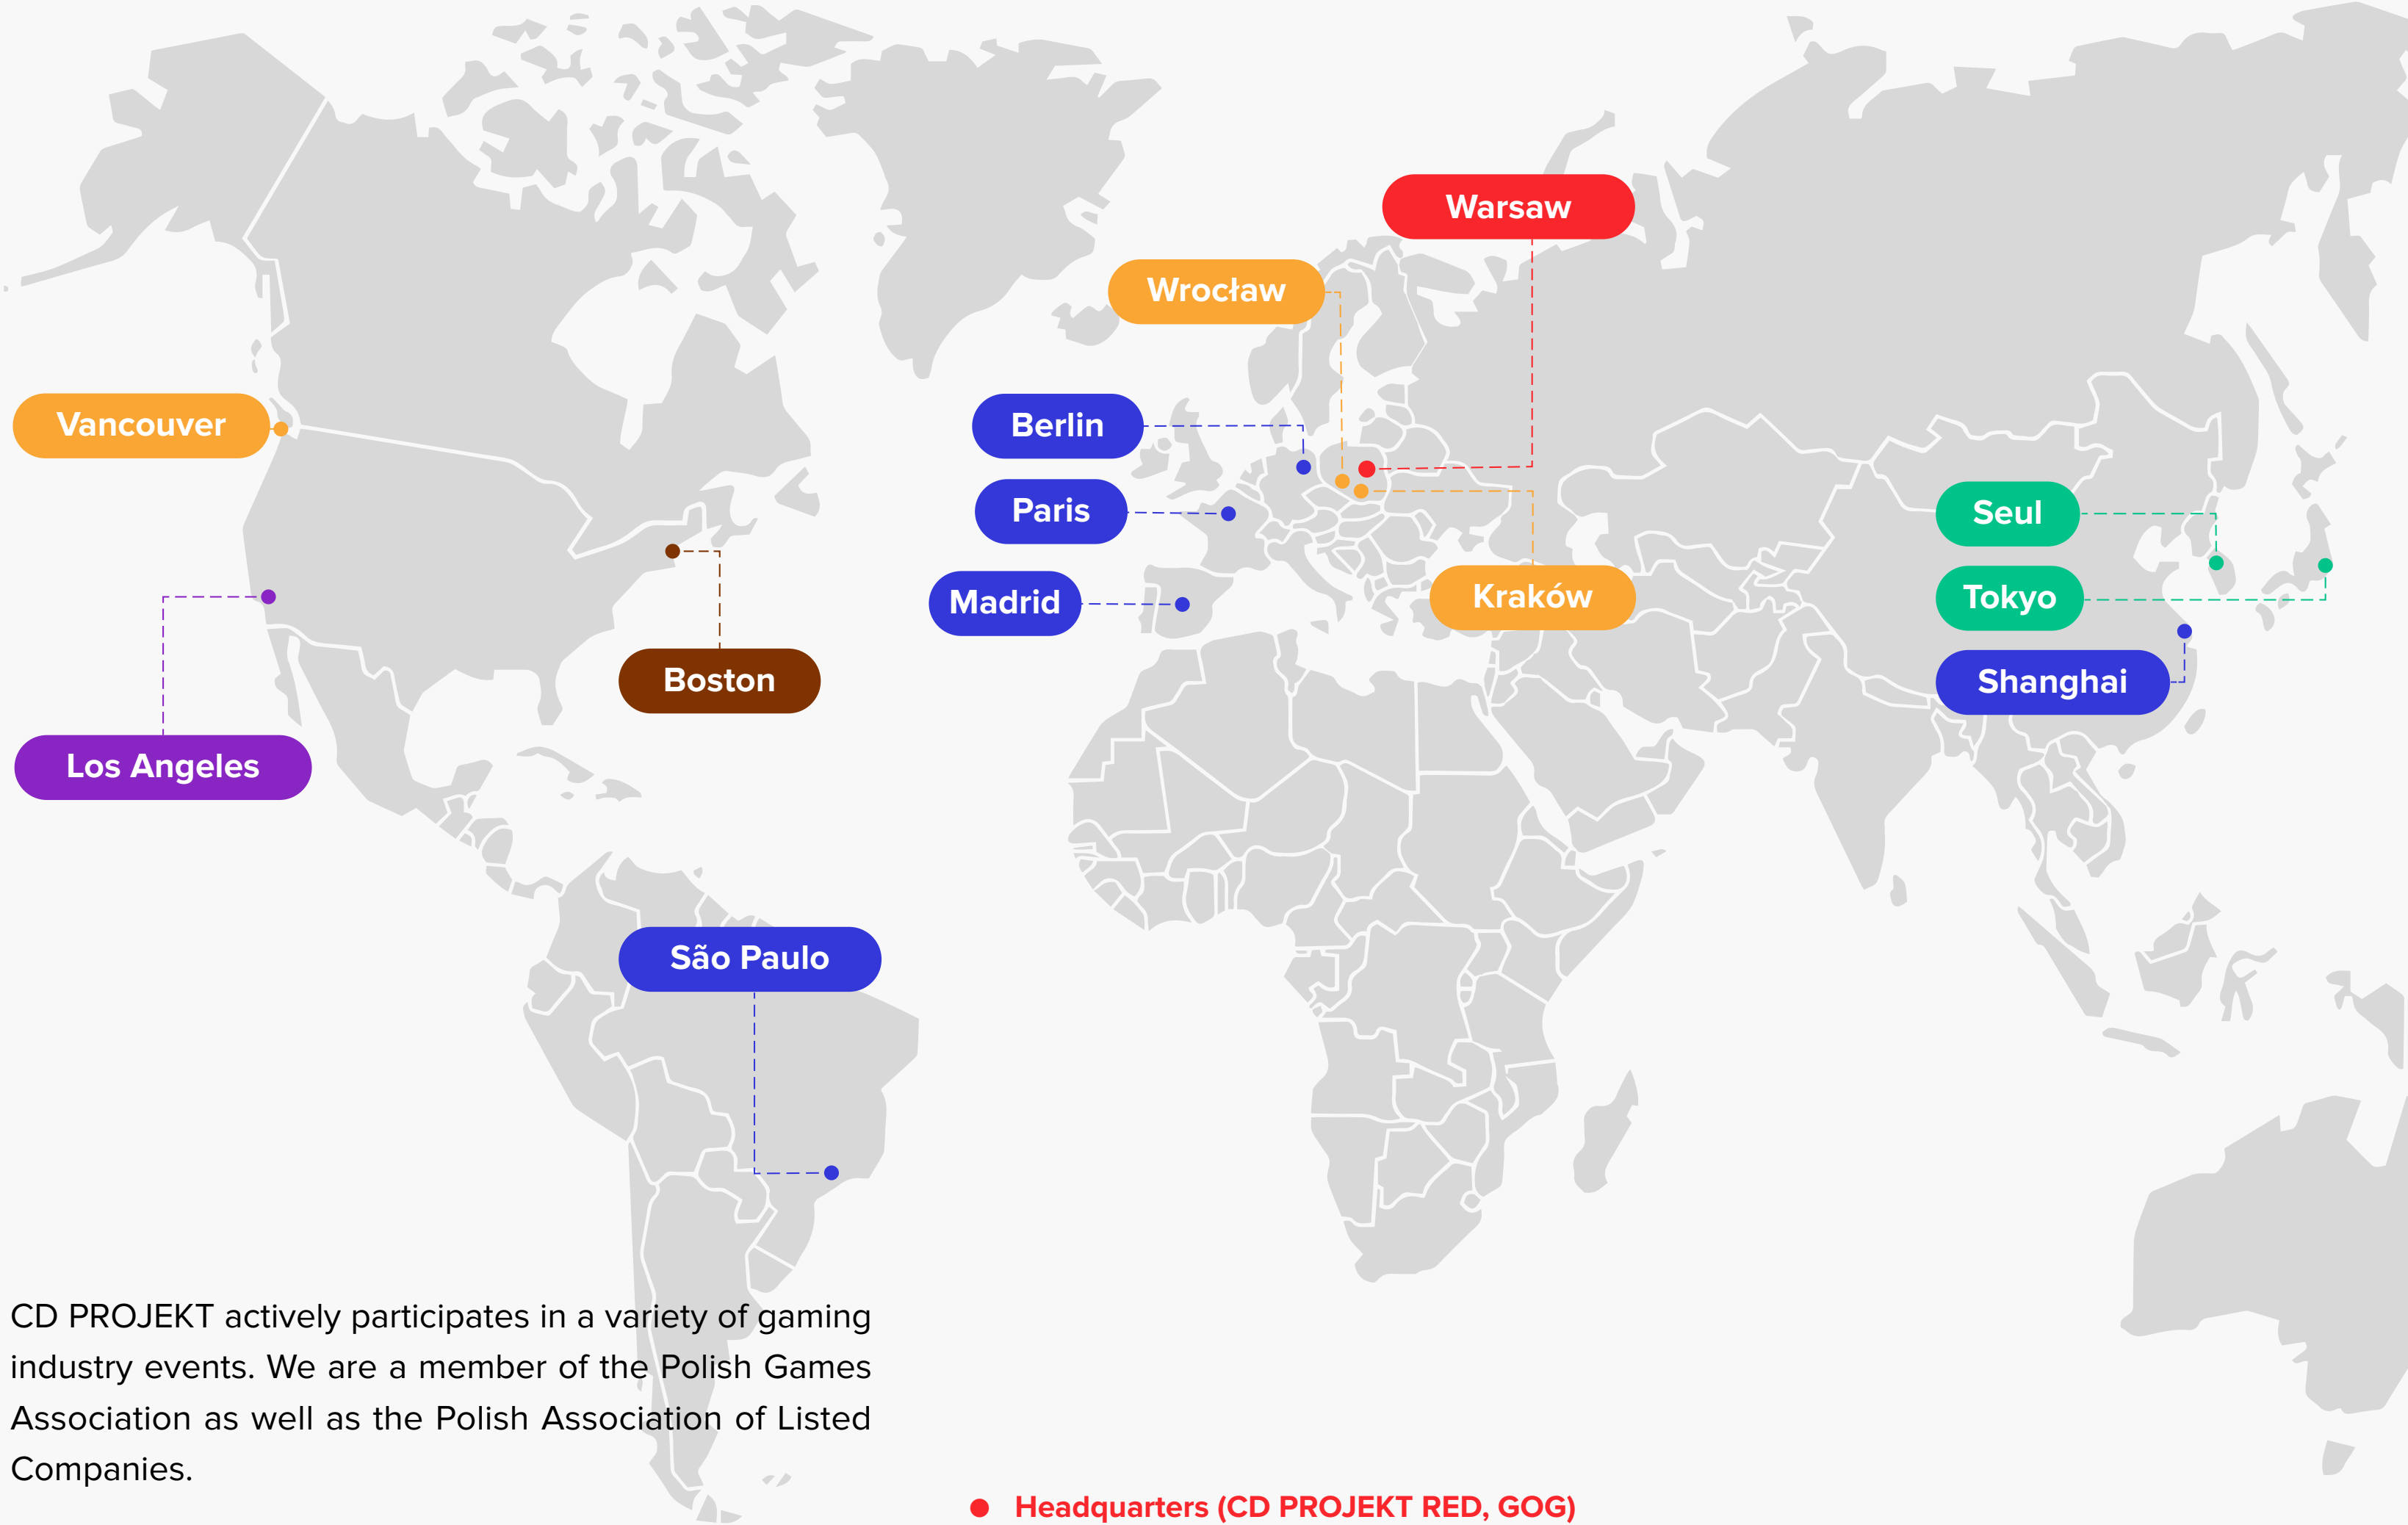 Warsaw
Wrocław
Vancouver
Berlin
Paris
Seul
Madrid
Kraków
Tokyo
Boston
Shanghai
Los Angeles
São Paulo
CD PROJEKT actively participates in a variety of gaming
industry events. We are a member of the Polish Games
Association as well as the Polish Association of Listed
Companies.
Headquarters (CD PROJEKT RED, GOG)